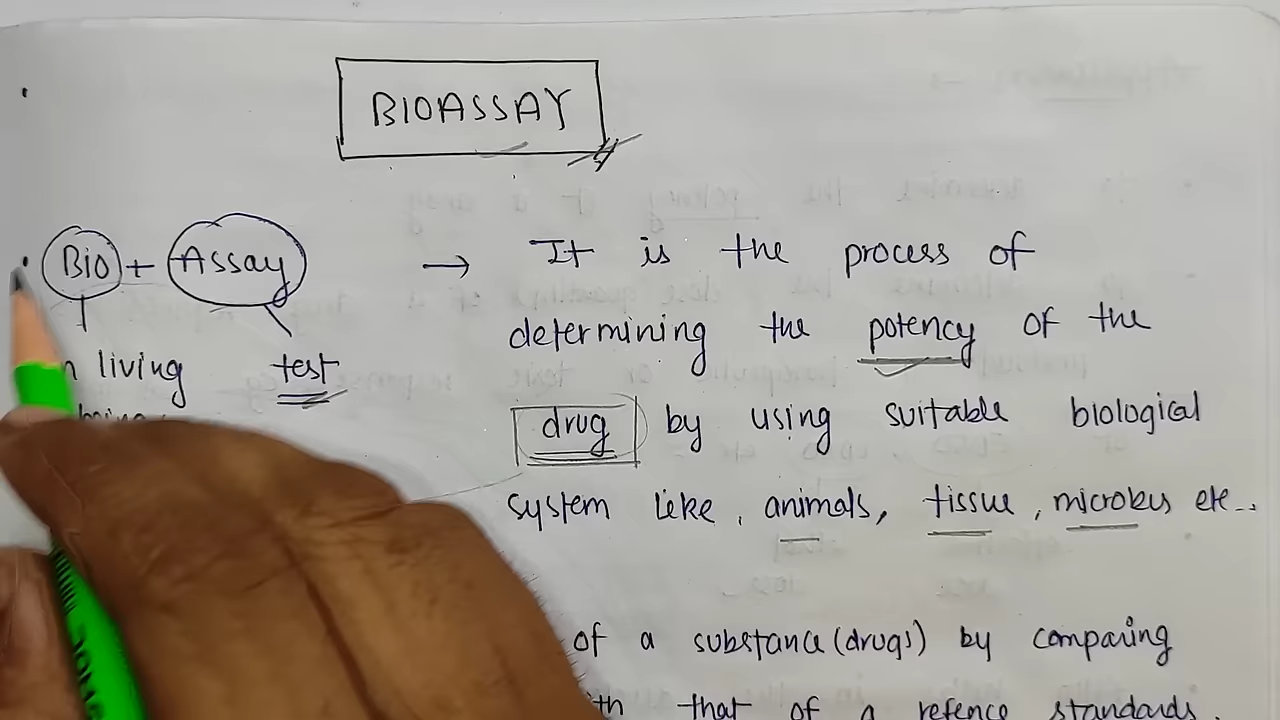 BIOASSAY
Bio + Assay → It is the process of
determining the potency of the
living test
drug by using suitable biological
system like, animals, tissue, microbes etc..
of a substance (drugs) by comparing
that of a refence standards.